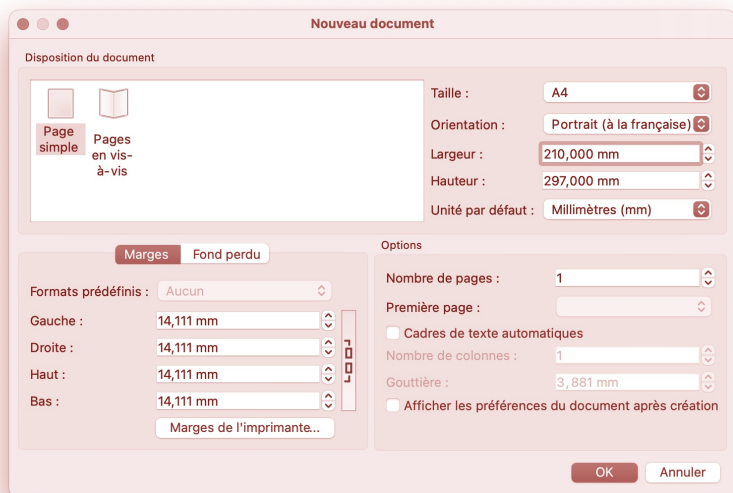 Nouveau document
Disposition du document
Page
simple
Pages
en vis-
à-vis
Taille :
A4
Orientation :
Portrait (à la française)
Largeur :
210,000 mm
Hauteur :
297,000 mm
Unité par défaut :
Millimètres (mm)
Marges
Fond perdu
Formats prédéfinis :
Aucun
Gauche :
14,111 mm
Droite :
14,111 mm
Haut :
14,111 mm
Bas :
14,111 mm
Marges de l'imprimante...
Options
Nombre de pages :
1
Première page :
Cadres de texte automatiques
Nombre de colonnes :
1
Gouttière :
3,881 mm
Afficher les préférences du document après création
OK
Annuler